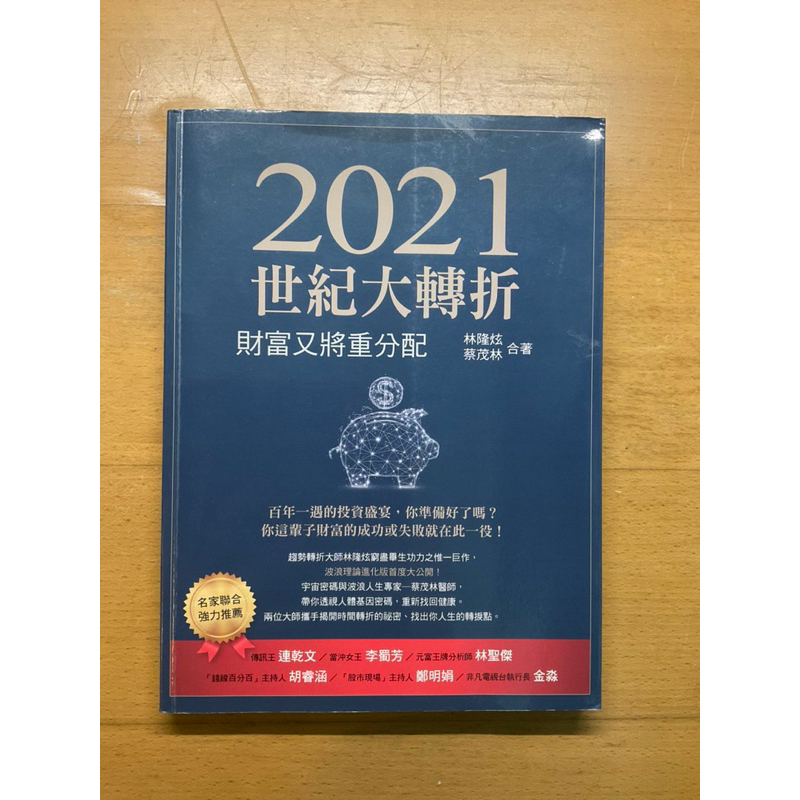 2021
世紀大轉折
財富又將重分配
林隆炫
蔡茂林
合著
$
百年一遇的投資盛宴，你準備好了嗎？
你這輩子財富的成功或失敗就在此一役！
趨勢轉折大師林隆炫窮盡畢生功力之惟一巨作，
波浪理論進化版首度大公開！
宇宙密碼與波浪人生專家─蔡茂林醫師，
帶你透視人體基因密碼，重新找回健康。
兩位大師攜手揭開時間轉折的祕密、找出你人生的轉捩點。
名家聯合
強力推薦
傳訊王 連乾文／當沖女王 李蜀芳／元富王牌分析師 林聖傑
「錢線百分百」主持人 胡睿涵／「股市現場」主持人 鄭明娟／非凡電視台執行長 金淼